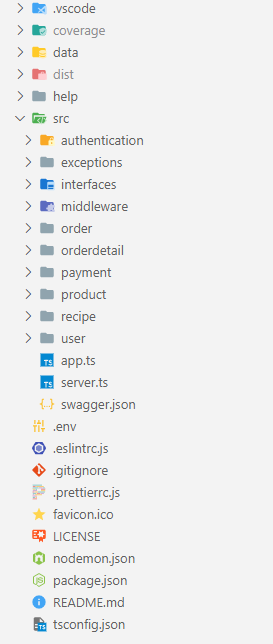 .vscode
coverage
data
dist
help
src
authentication
exceptions
interfaces
middleware
order
orderdetail
payment
product
recipe
user
app.ts
server.ts
swagger.json
.env
.eslintrc.js
.gitignore
.prettierrc.js
favicon.ico
LICENSE
nodemon.json
package.json
README.md
tsconfig.json